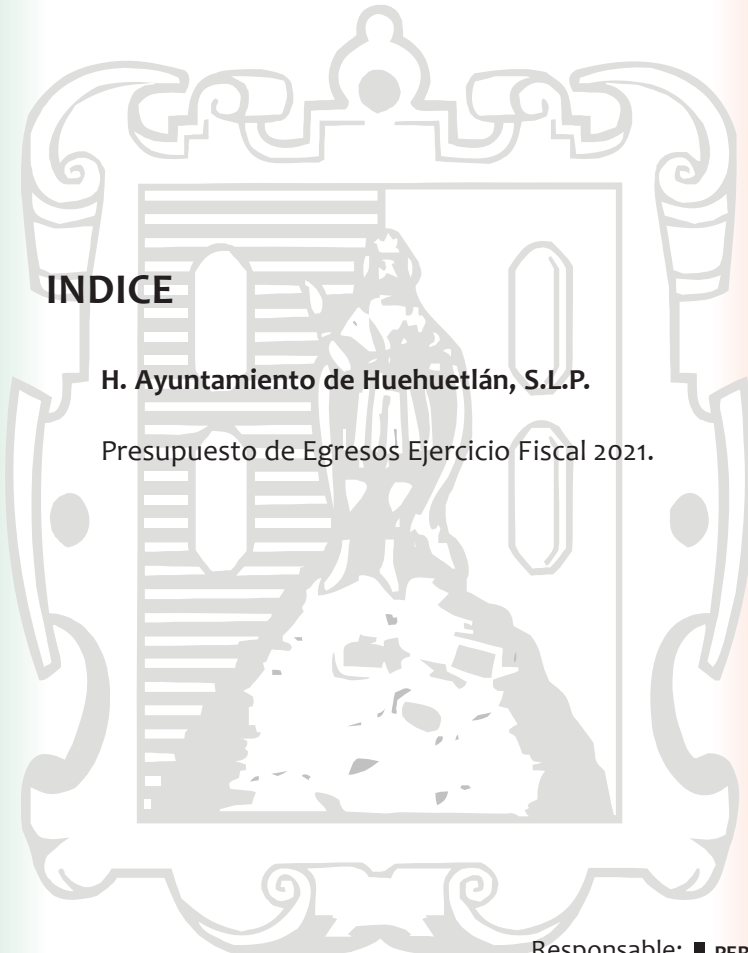 INDICE
H. Ayuntamiento de Huehuetlán, S.L.P.
Presupuesto de Egresos Ejercicio Fiscal 2021.
Responsable: